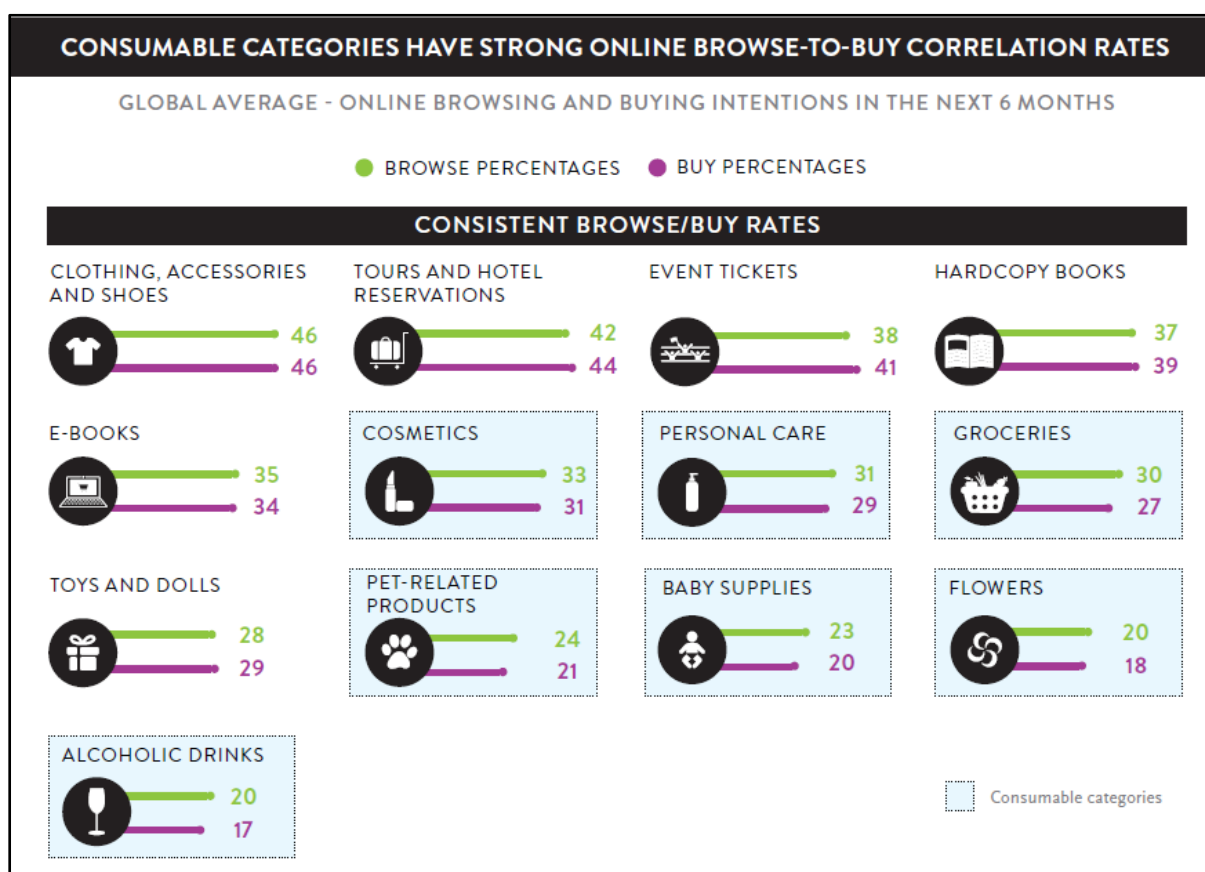 CONSUMABLE CATEGORIES HAVE STRONG ONLINE BROWSE-TO-BUY CORRELATION RATES
GLOBAL AVERAGE - ONLINE BROWSING AND BUYING INTENTIONS IN THE NEXT 6 MONTHS
BROWSE PERCENTAGES
BUY PERCENTAGES
CONSISTENT BROWSE/BUY RATES
CLOTHING, ACCESSORIES
AND SHOES
46
46
TOURS AND HOTEL
RESERVATIONS
42
44
EVENT TICKETS
38
41
HARDCOPY BOOKS
37
39
E-BOOKS
35
34
COSMETICS
33
31
PERSONAL CARE
31
29
GROCERIES
30
27
TOYS AND DOLLS
28
29
PET-RELATED
PRODUCTS
24
21
BABY SUPPLIES
23
20
FLOWERS
20
18
ALCOHOLIC DRINKS
20
17
Consumable categories